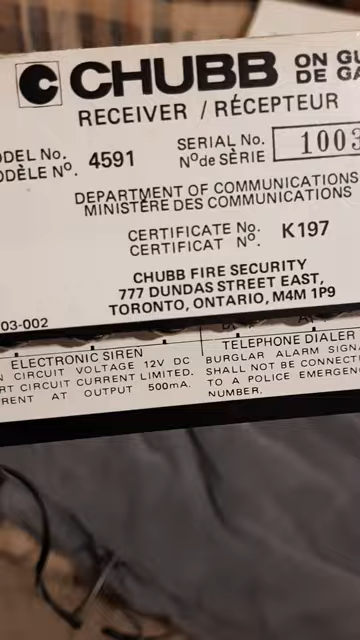 CHUBB ON GU
DE GA
RECEIVER / RÉCEPTEUR
ODEL No. 4591 SERIAL No. 1003
ODÈLE No. Node SÈRIE
DEPARTMENT OF COMMUNICATIONS
MINISTÈRE DES COMMUNICATIONS
CERTIFICATE No. K197
CERTIFICAT No.
CHUBB FIRE SECURITY
777 DUNDAS STREET EAST,
TORONTO, ONTARIO, M4M 1P9
03-002
ELECTRONIC SIREN
N CIRCUIT VOLTAGE 12V DC
RT CIRCUIT CURRENT LIMITED.
RENT AT OUTPUT 500mA.
TELEPHONE DIALER
BURGLAR ALARM SIGNA
SHALL NOT BE CONNECT
TO A POLICE EMERGEN
NUMBER.